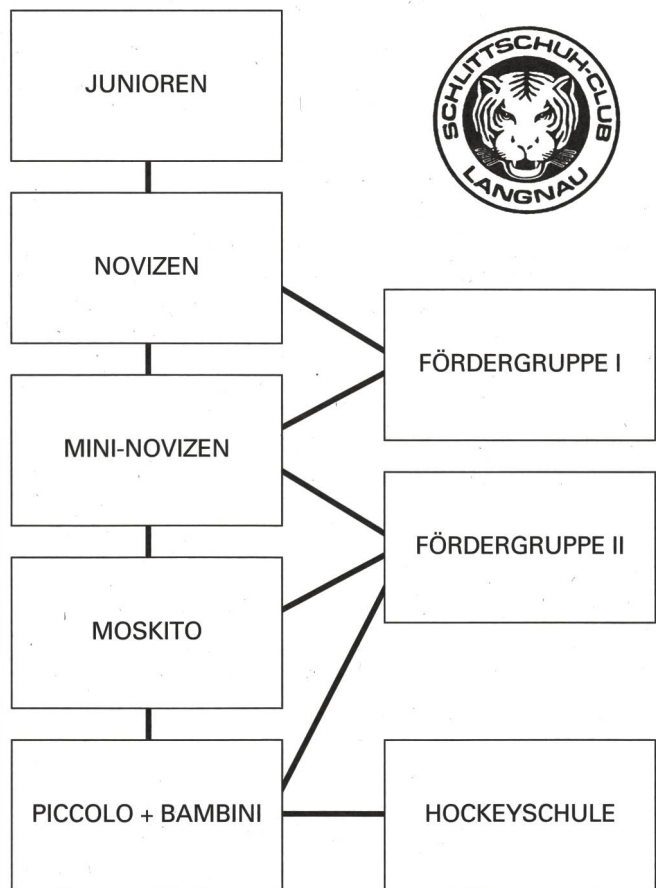 JUNIOREN
SCHLITTSCHUH-CLUB
LANGNAU
NOVIZEN
FÖRDERGRUPPE I
MINI-NOVIZEN
FÖRDERGRUPPE II
MOSKITO
PICCOLO + BAMBINI
HOCKEYSCHULE